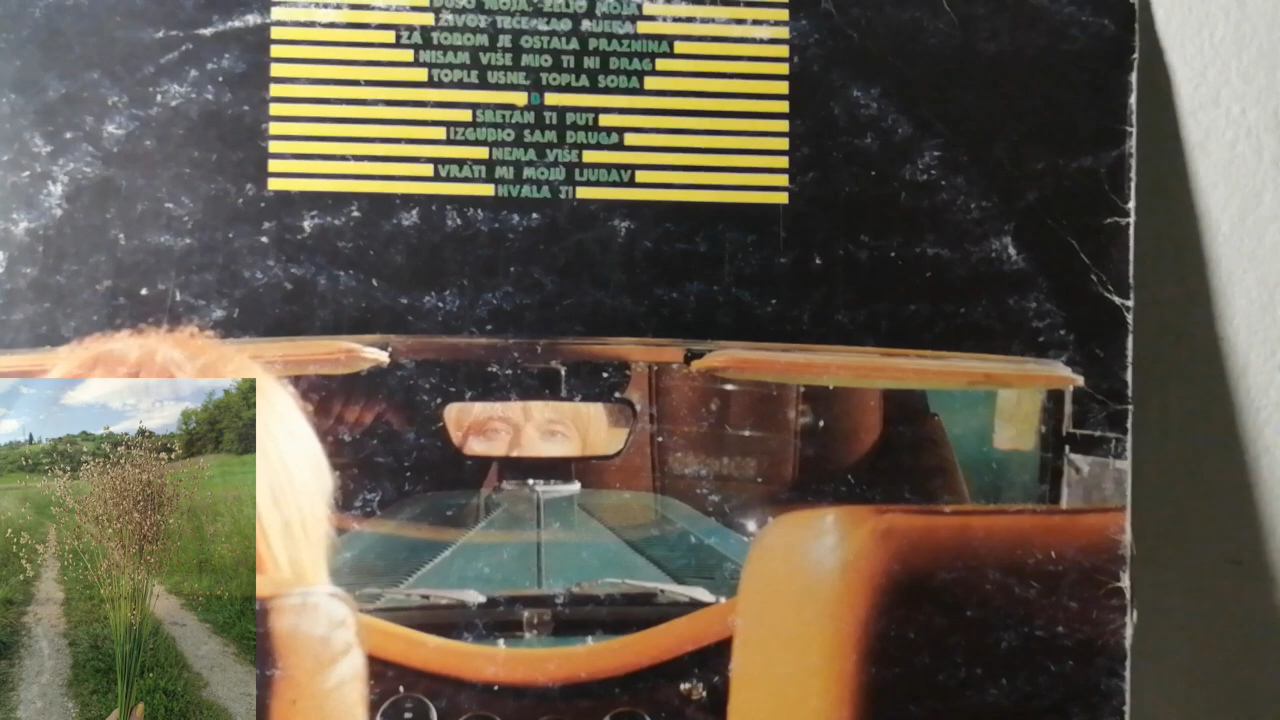 DUŠO MOJA, ŽELJO MOJA
ŽIVOT TEČE KAO RIJEKA
ZA TOBOM JE OSTALA PRAZNINA
NISAM VIŠE MIO TI NI DRAG
TOPLE USNE, TOPLA SOBA
B
SRETAN TI PUT
IZGUBIO SAM DRUGA
NEMA VIŠE
VRATI MI MOJU LJUBAV
HVALA TI